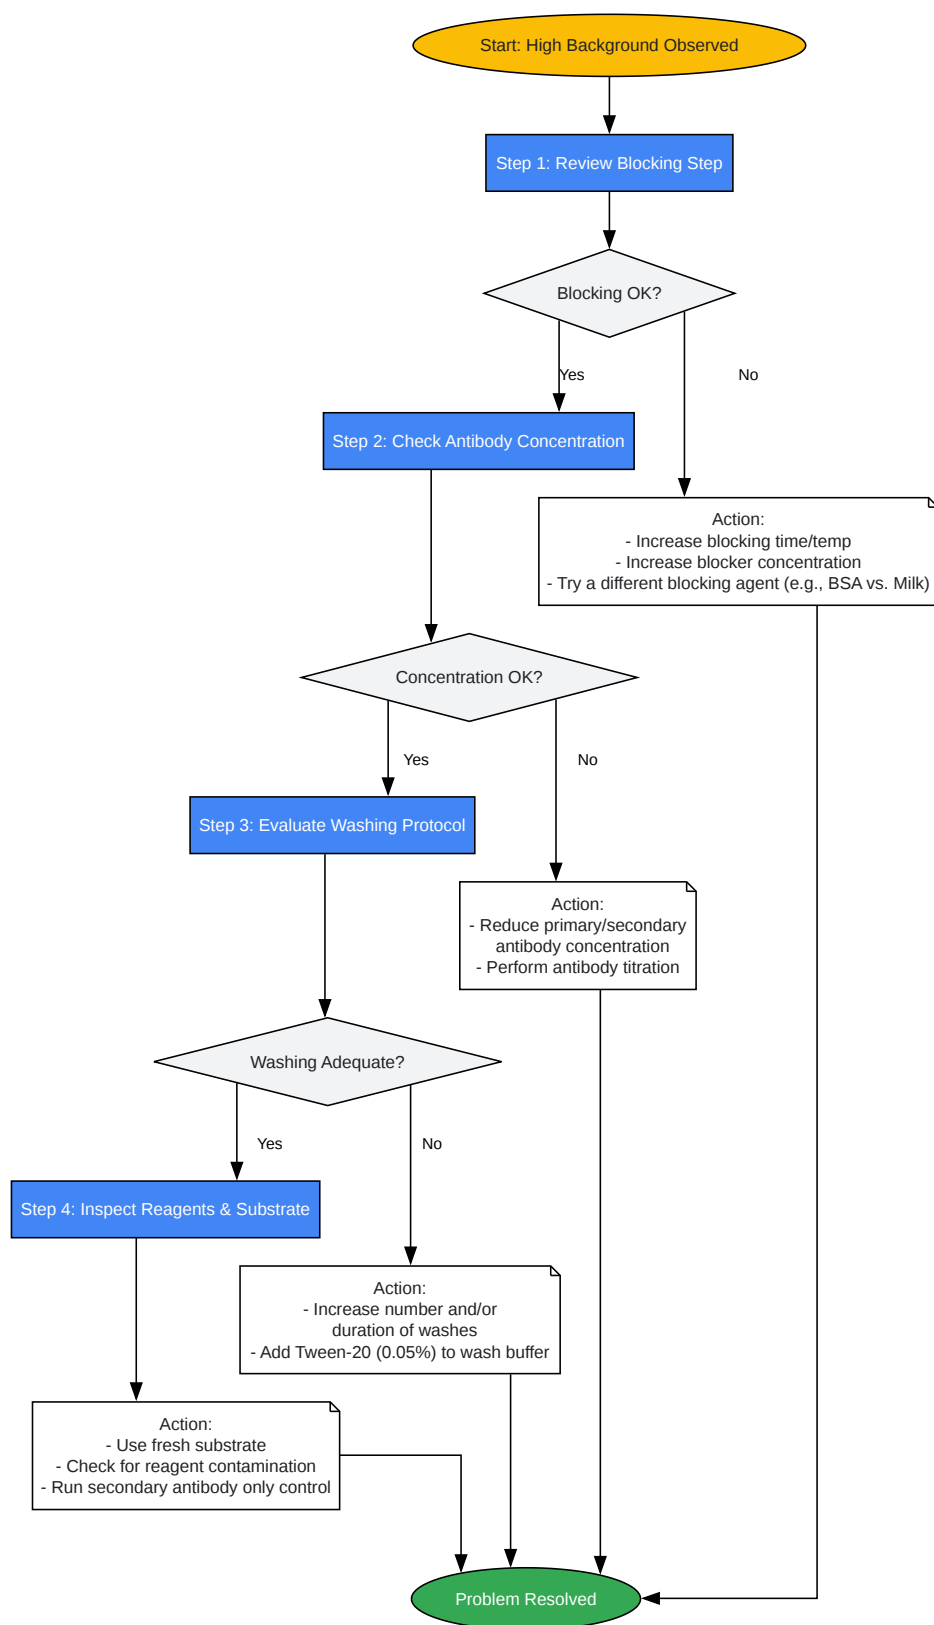 Start: High Background Observed
Step 1: Review Blocking Step
Blocking OK?
Yes
No
Step 2: Check Antibody Concentration
Action:
- Increase blocking time/temp
- Increase blocker concentration
- Try a different blocking agent (e.g., BSA vs. Milk)
Concentration OK?
Yes
No
Step 3: Evaluate Washing Protocol
Action:
- Reduce primary/secondary
antibody concentration
- Perform antibody titration
Washing Adequate?
Yes
No
Step 4: Inspect Reagents & Substrate
Action:
- Increase number and/or
duration of washes
- Add Tween-20 (0.05%) to wash buffer
Action:
- Use fresh substrate
- Check for reagent contamination
- Run secondary antibody only control
Problem Resolved